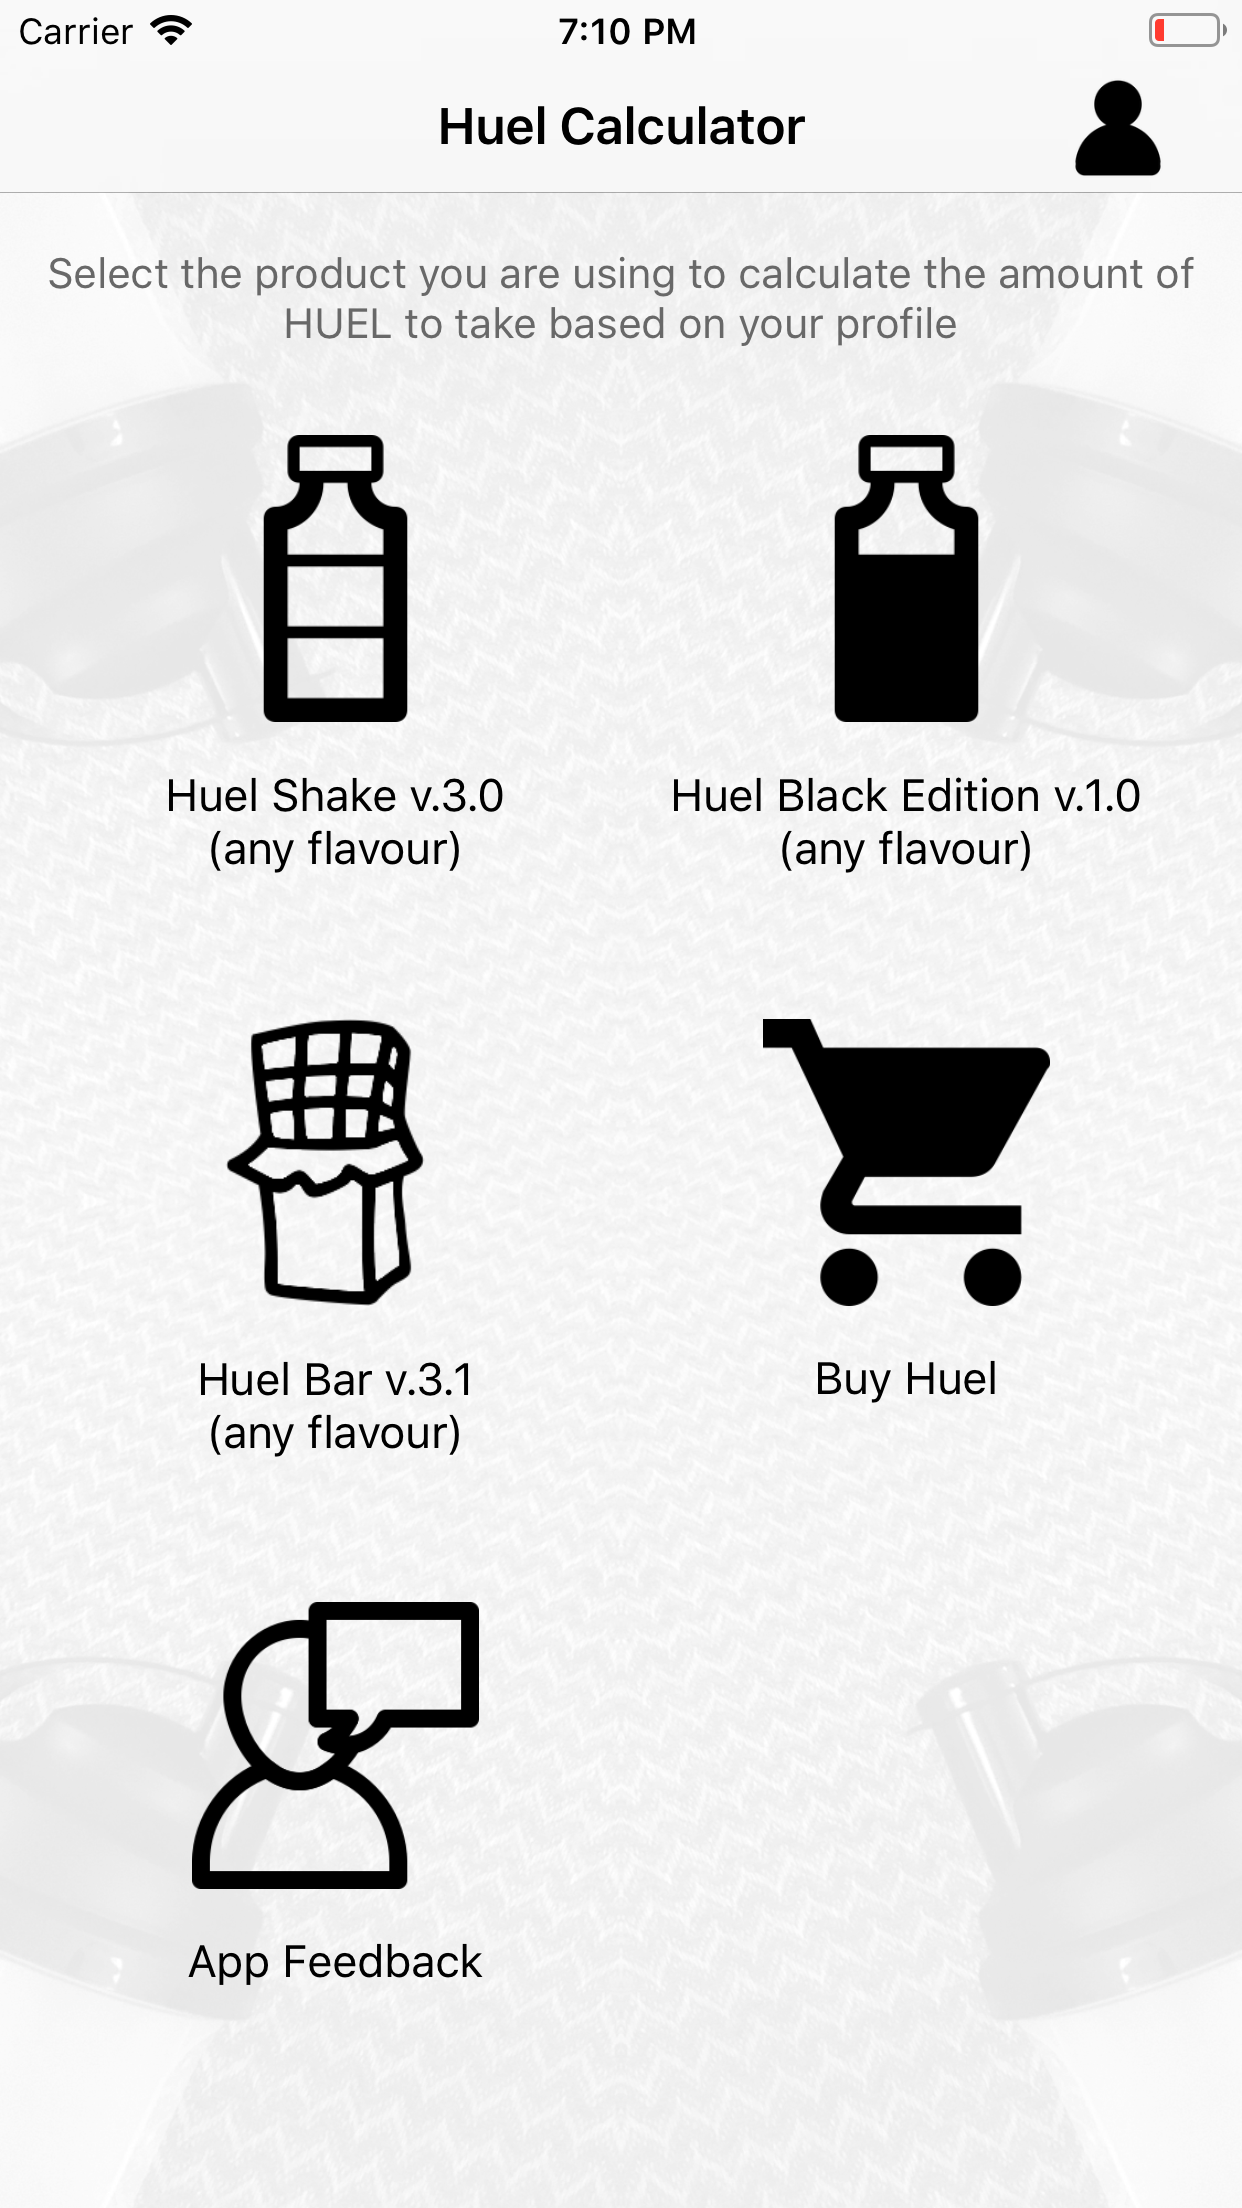 Carrier
7:10 PM
Huel Calculator
Select the product you are using to calculate the amount of
HUEL to take based on your profile
Huel Shake v.3.0
(any flavour)
Huel Black Edition v.1.0
(any flavour)
Huel Bar v.3.1
(any flavour)
Buy Huel
App Feedback